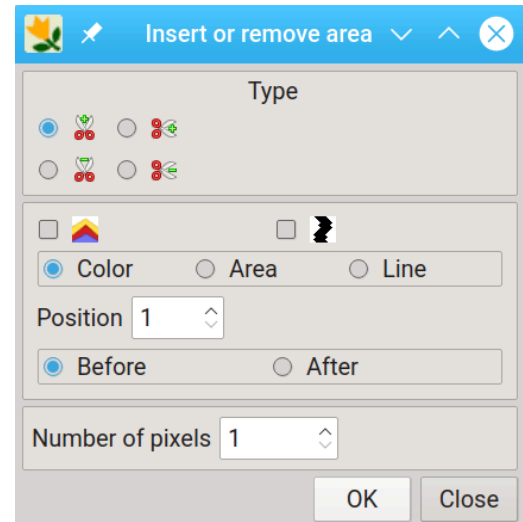 Insert or remove area
Type
Color Area Line
Position 1
Before After
Number of pixels 1
OK Close